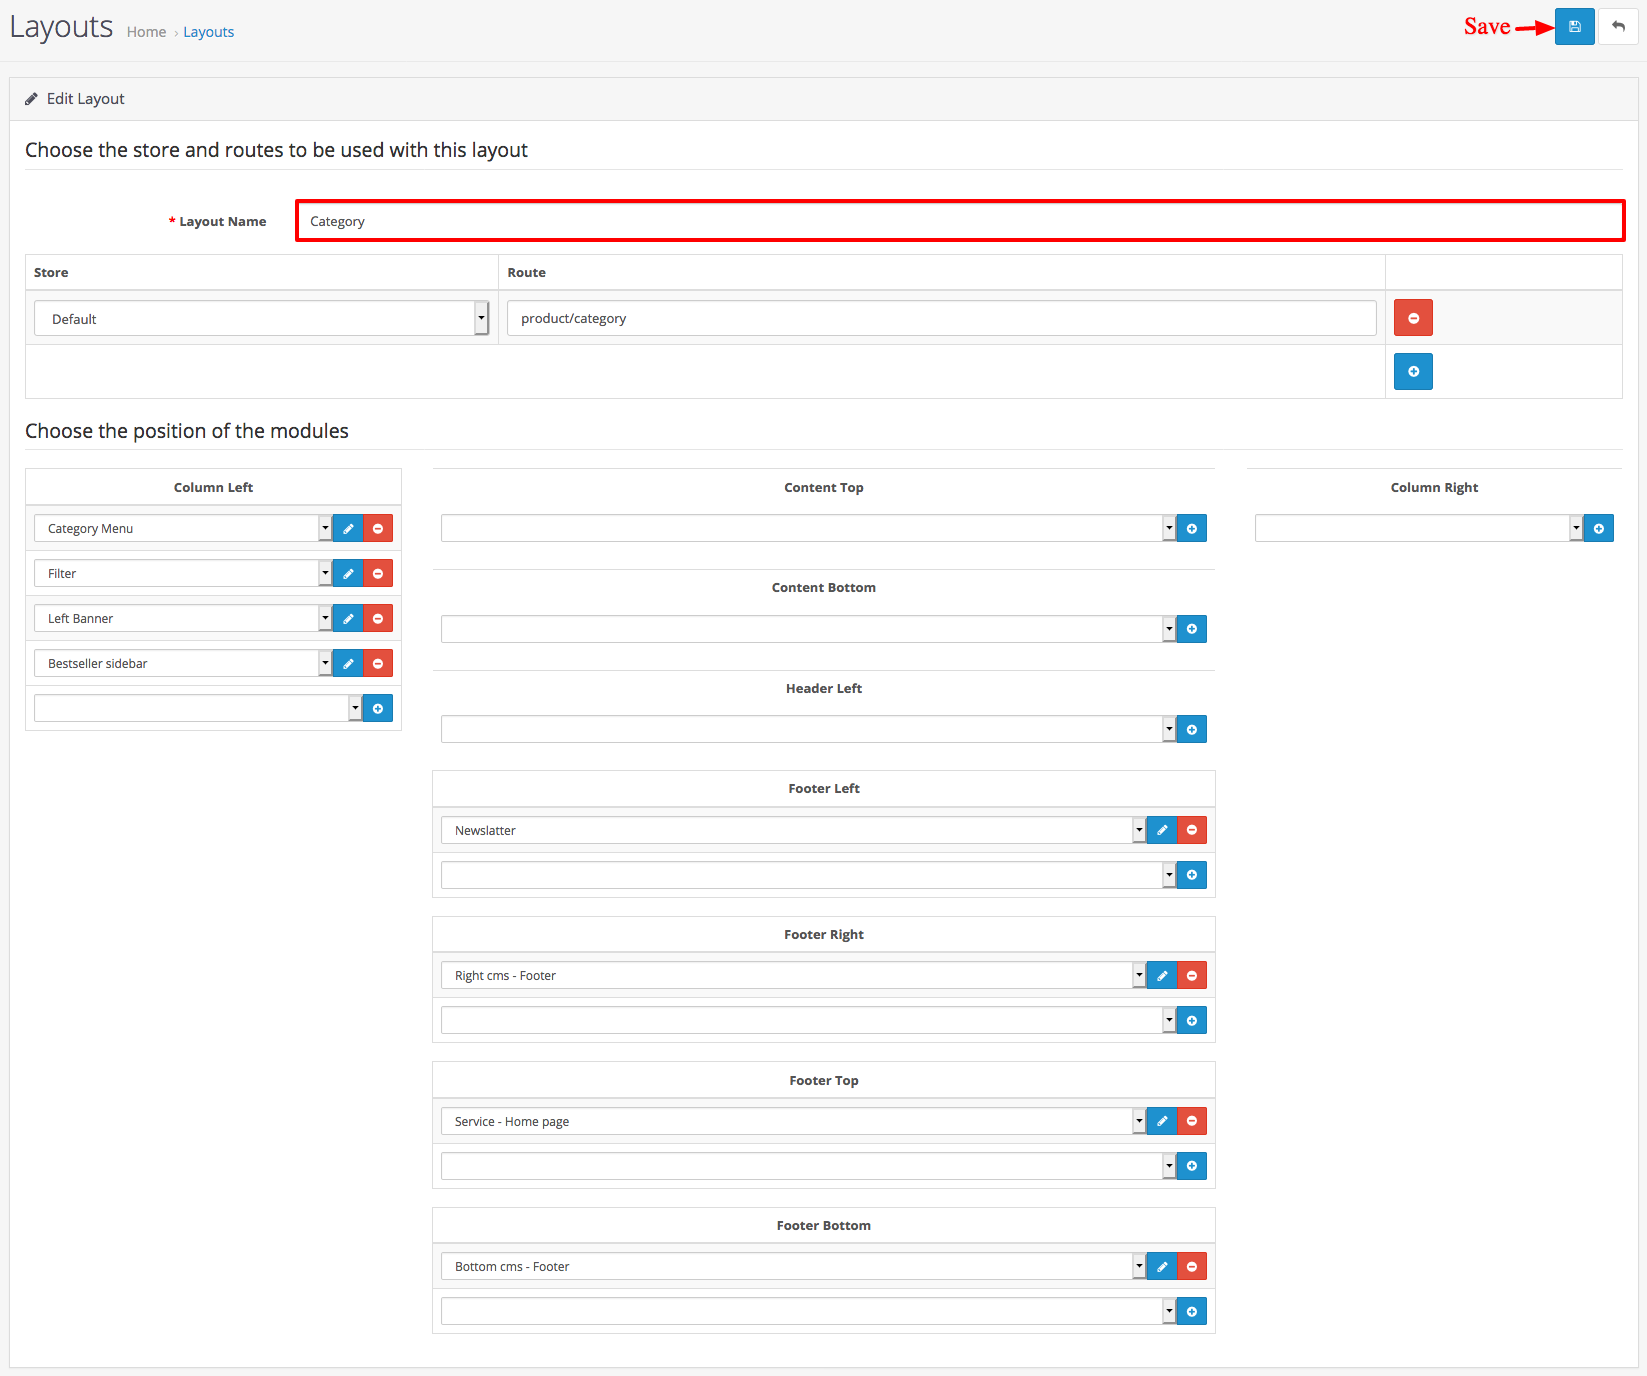 Layouts Home › Layouts Save
Edit Layout
Choose the store and routes to be used with this layout
* Layout Name Category
Store Route
Default product/category
Choose the position of the modules
Column Left
Category Menu
Filter
Left Banner
Bestseller sidebar
Content Top
Content Bottom
Header Left
Footer Left
Newslatter
Footer Right
Right cms - Footer
Footer Top
Service - Home page
Footer Bottom
Bottom cms - Footer
Column Right